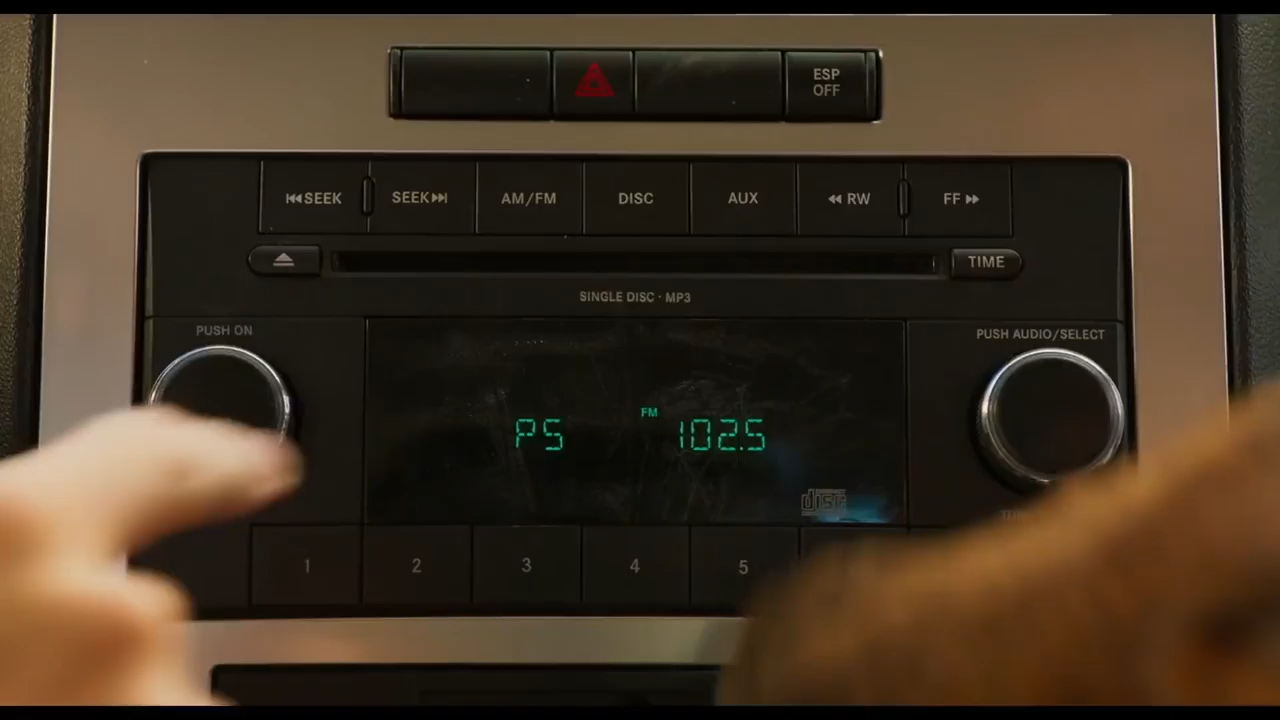 ESP
OFF
SEEK
SEEK
AM/FM
DISC
AUX
RW
FF
TIME
SINGLE DISC · MP3
PUSH ON
PUSH AUDIO/SELECT
FM
PS 102.5
disc
1
2
3
4
5